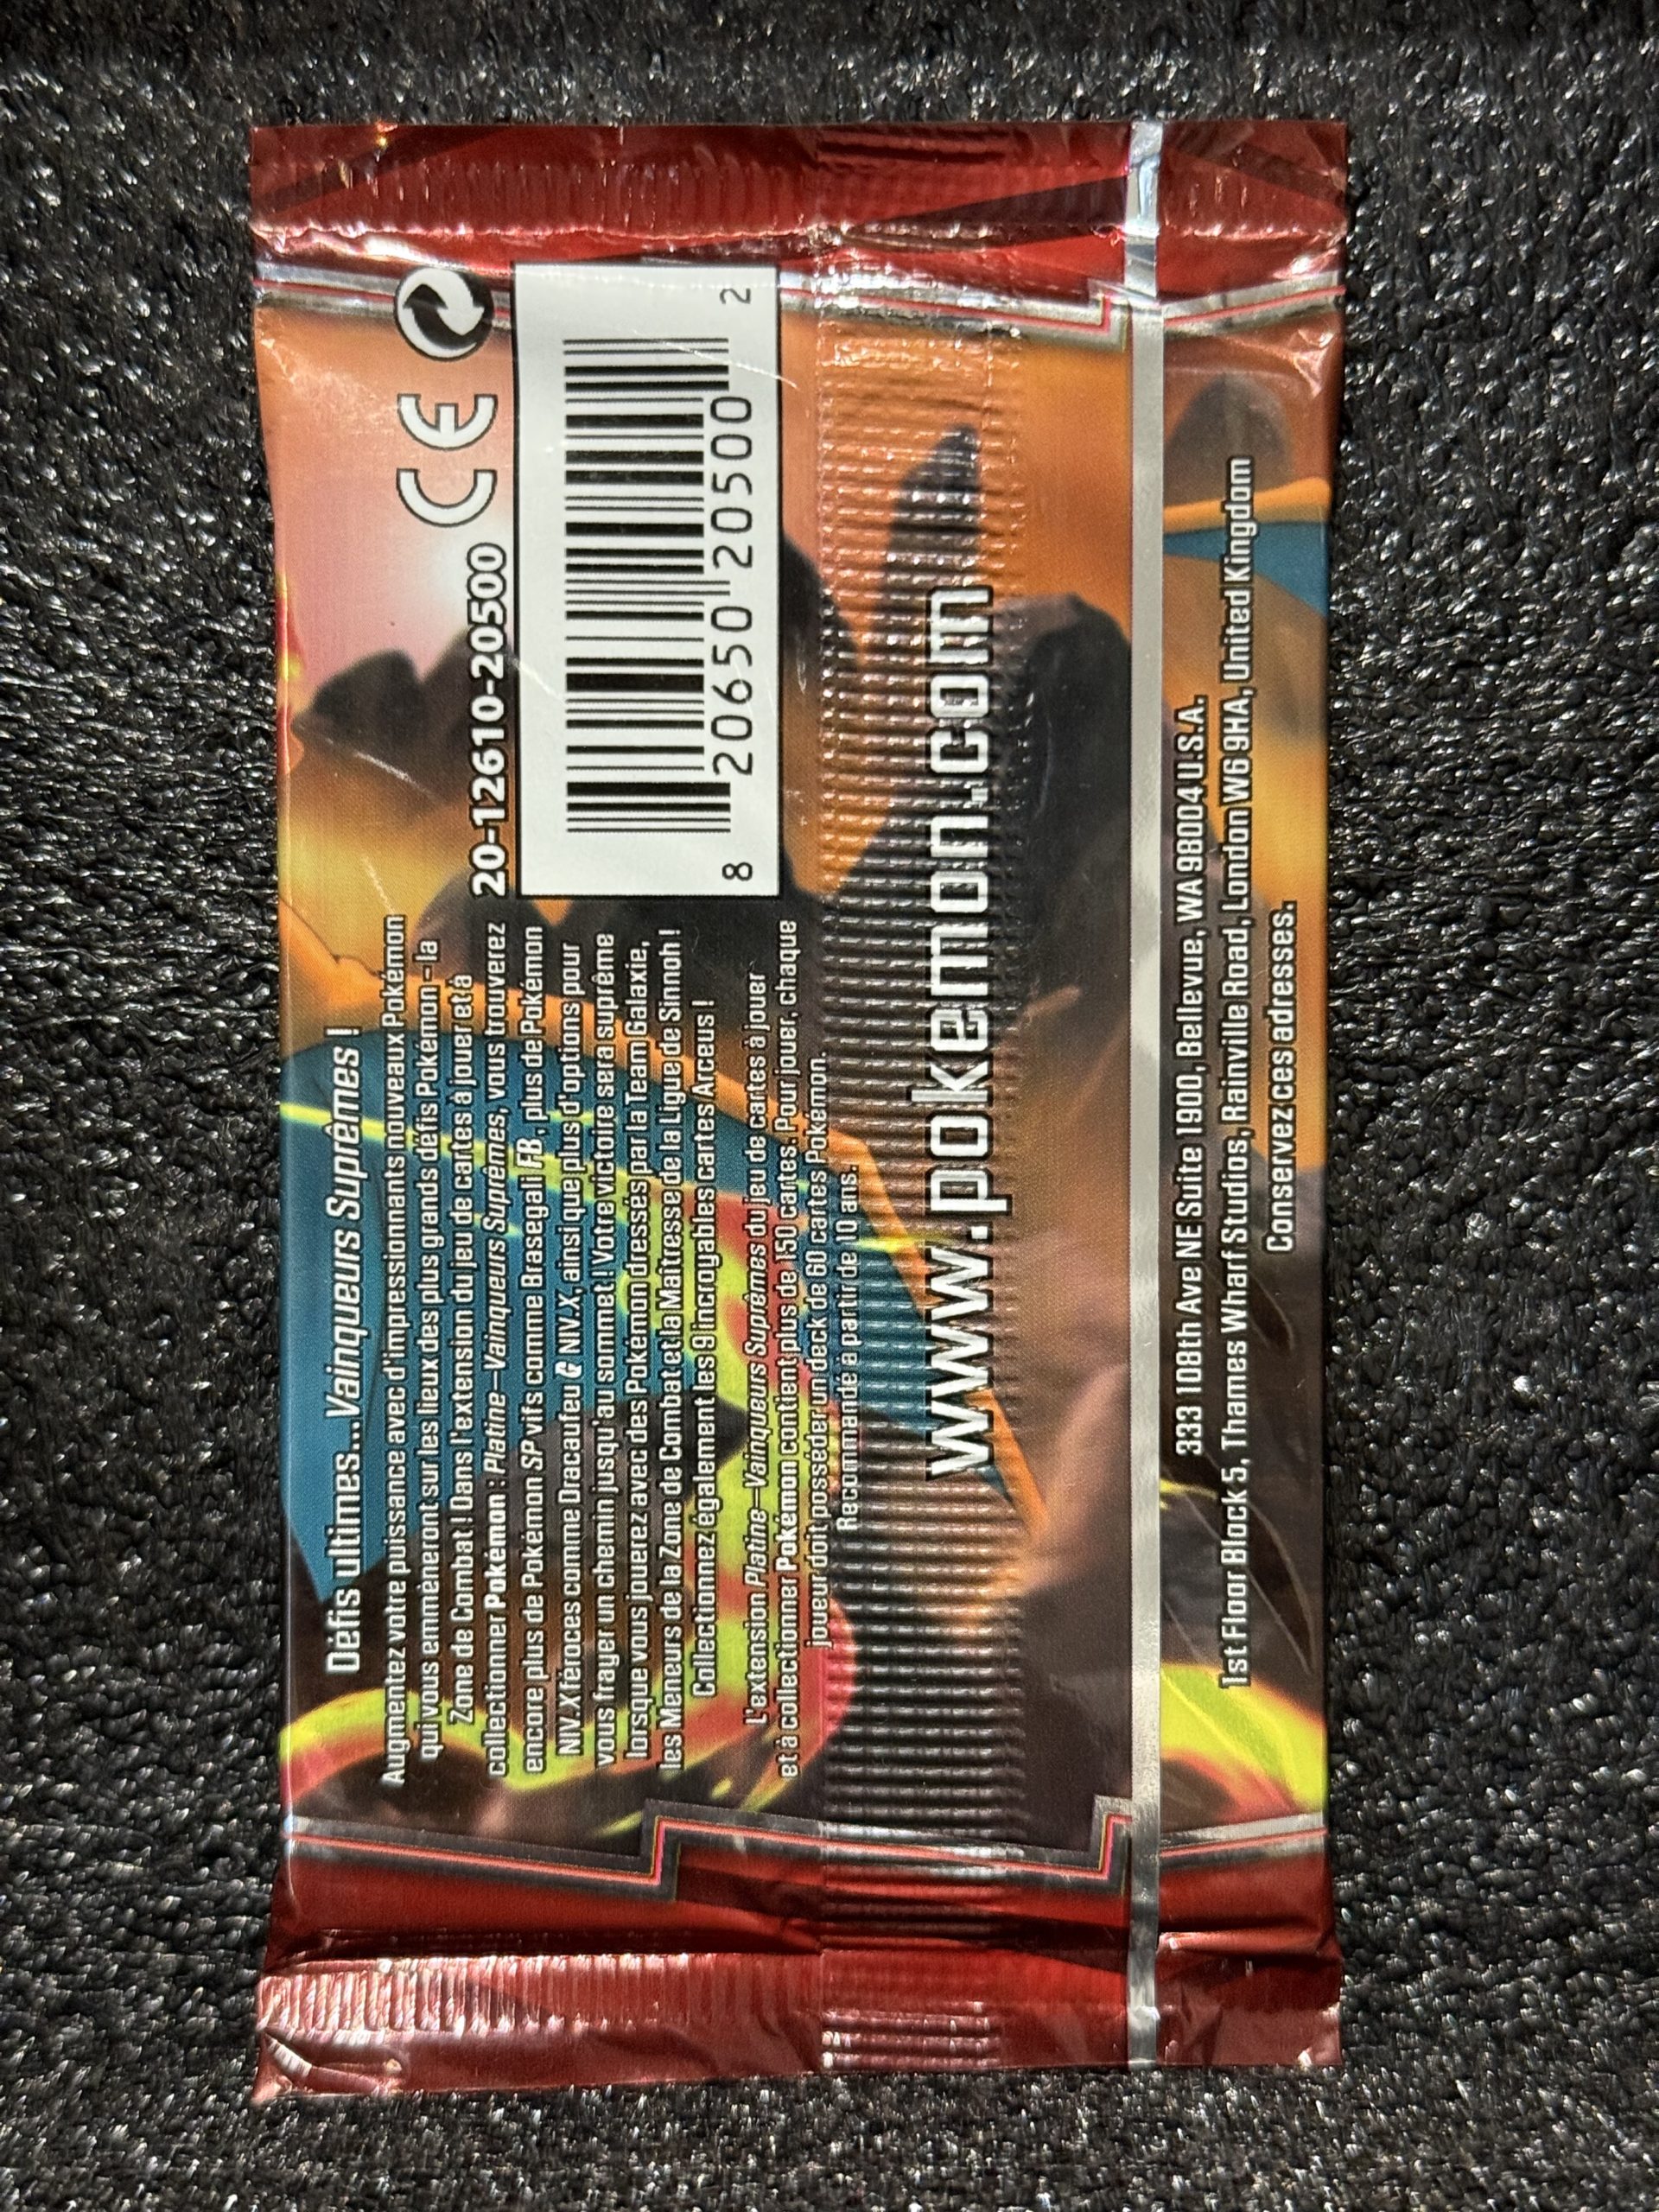 Défis ultimes...Vainqueurs Suprêmes !
Augmentez votre puissance avec d'impressionnants nouveaux Pokémon
qui vous emmèneront sur les lieux des plus grands défis Pokémon - la
Zone de Combat ! Dans l'extension du jeu de cartes à jouer et à
collectionner Pokémon : Platine – Vainqueurs Suprêmes, vous trouverez
encore plus de Pokémon SP vits comme Brasegali FB, plus de Pokémon
NIV.X féroces comme Dracaufeu G NIV.X, ainsi que plus d'options pour
vous frayer un chemin jusqu'au sommet ! Votre victoire sera suprême
lorsque vous jouerez avec des Pokémon dressés par la Team Galaxie,
les Meneurs de la Zone de Combat et la Maîtresse de la Ligue de Sinnoh !
Collectionnez également les 9 incroyables cartes Arceus !
L'extension Platine – Vainqueurs Suprêmes du jeu de cartes à jouer
et à collectionner Pokémon contient plus de 150 cartes. Pour jouer, chaque
joueur doit posséder un deck de 60 cartes Pokémon.
Recommandé à partir de 10 ans.
CE
20-12610-20500
8 20650 20500 2
www.pokemon.com
333 108th Ave NE Suite 1900, Bellevue, WA 98004 U.S.A.
1st Floor Block 5, Thames Wharf Studios, Rainville Road, London W6 9HA, United Kingdom
Conservez ces adresses.